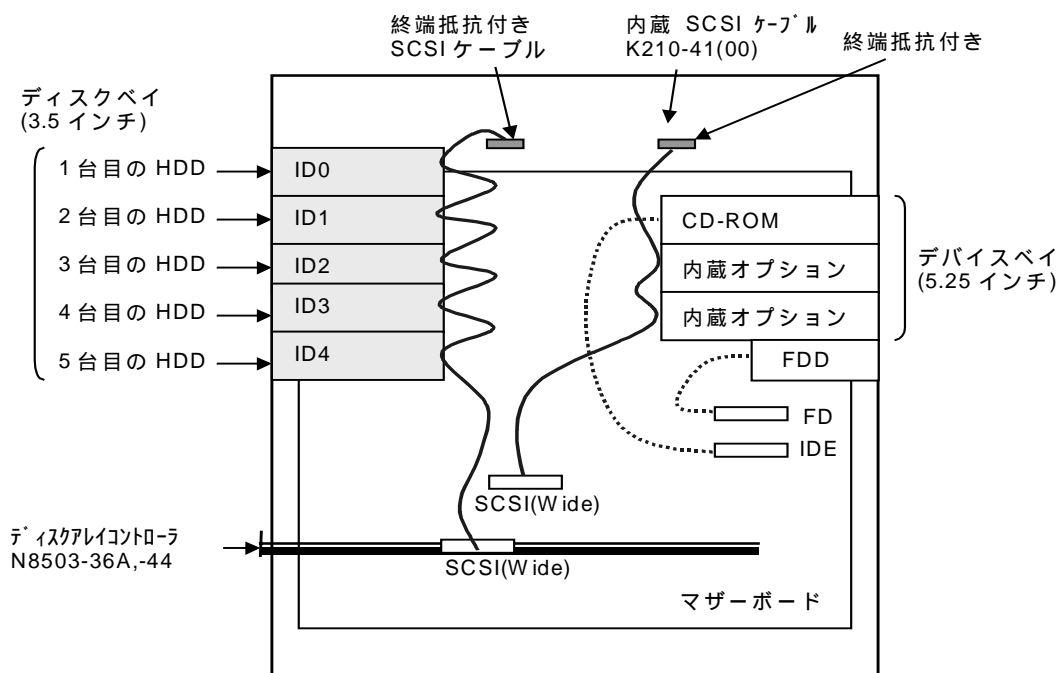 終端抵抗付き
SCSI ケーブル
内蔵 SCSI ｹｰﾌﾞﾙ
K210-41(00)
終端抵抗付き
ディスクベイ
(3.5 インチ)
1 台目の HDD
ID0
2 台目の HDD
ID1
3 台目の HDD
ID2
4 台目の HDD
ID3
5 台目の HDD
ID4
CD-ROM
内蔵オプション
内蔵オプション
デバイスベイ
(5.25 インチ)
FDD
FD
IDE
SCSI(Wide)
ﾃﾞｨｽｸｱﾚｲｺﾝﾄﾛｰﾗ
N8503-36A,-44
SCSI(Wide)
マザーボード